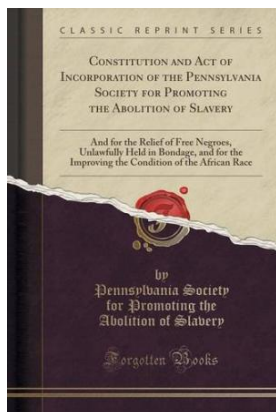 CLASSIC REPRINT SERIES
CONSTITUTION AND ACT OF
INCORPORATION OF THE PENNSYLVANIA
SOCIETY FOR PROMOTING
THE ABOLITION OF SLAVERY
And for the Relief of Free Negroes,
Unlawfully Held in Bondage, and for the
Improving the Condition of the African Race
by
Pennsylvania Society
for Promoting the
Abolition of Slavery
Forgotten Books